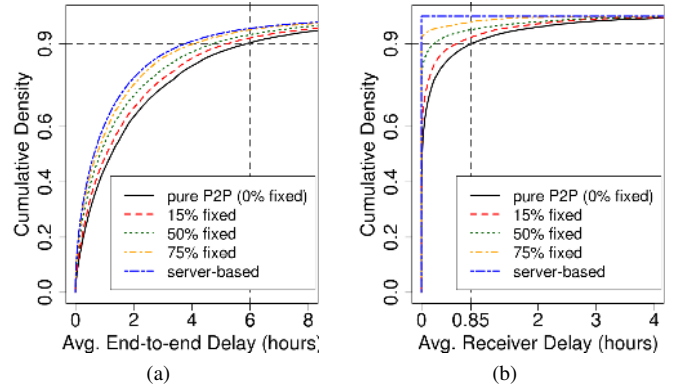 Cumulative Density
0.0 0.2 0.4 0.6 0.9
pure P2P (0% fixed)
15% fixed
50% fixed
75% fixed
server-based
0 2 4 6 8
Avg. End-to-end Delay (hours)
(a)
Cumulative Density
0.0 0.2 0.4 0.6 0.9
pure P2P (0% fixed)
15% fixed
50% fixed
75% fixed
server-based
0 0.85 2 3 4
Avg. Receiver Delay (hours)
(b)